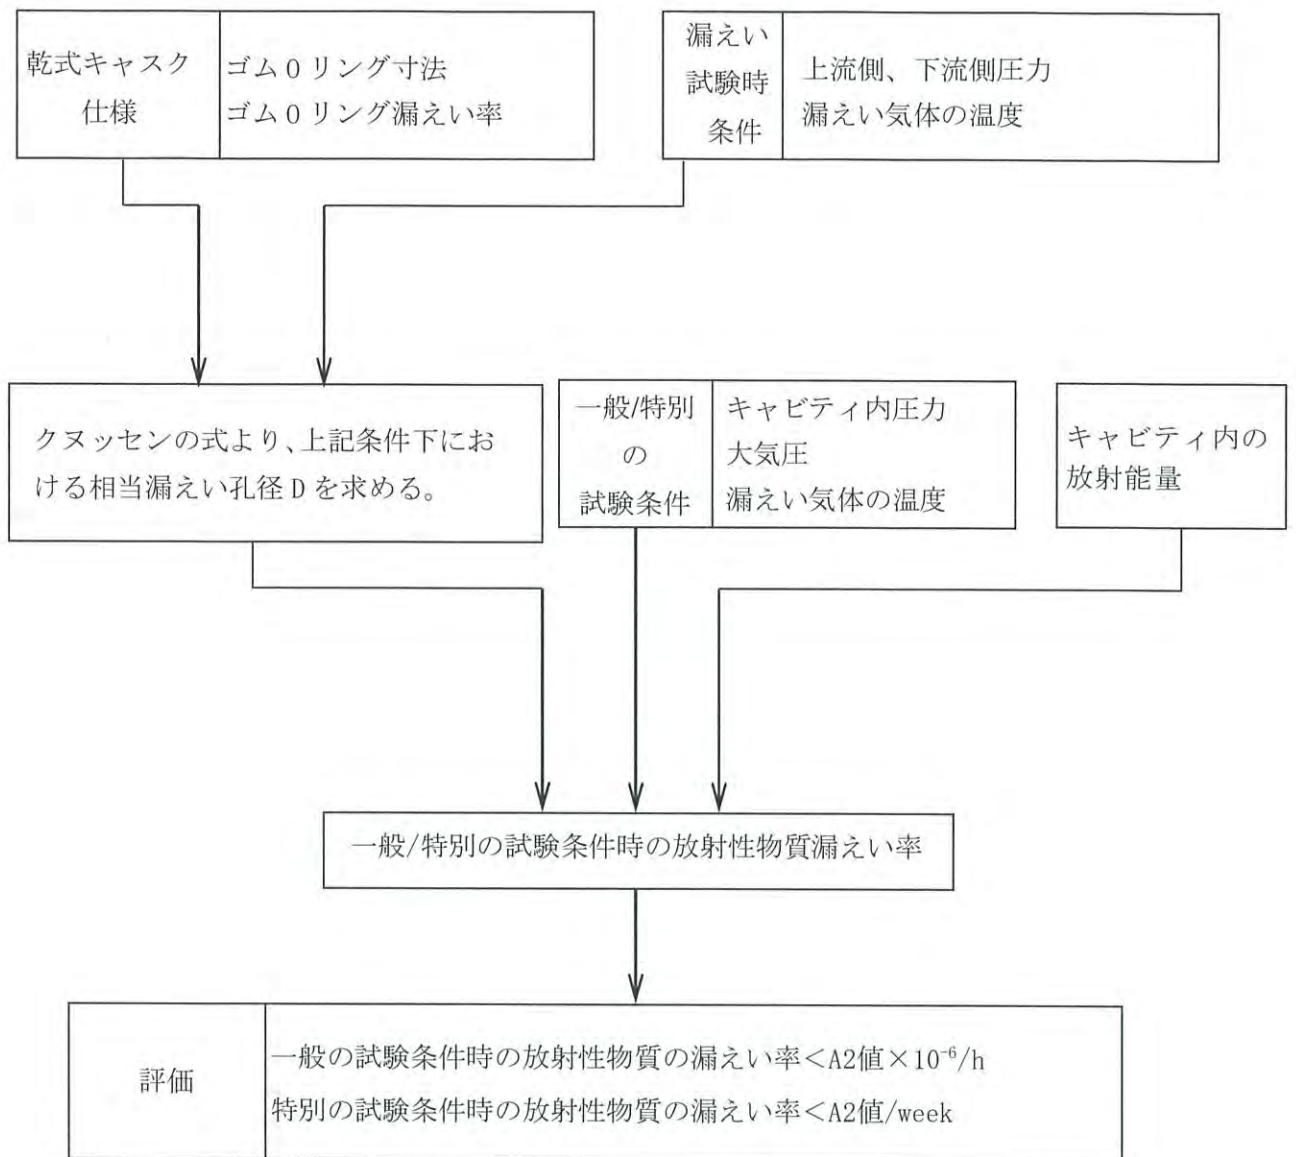 乾式キャスク
仕様
ゴムOリング寸法
ゴムOリング漏えい率
漏えい
試験時
条件
上流側、下流側圧力
漏えい気体の温度
クヌッセンの式より、上記条件下にお
ける相当漏えい孔径 D を求める。
一般/特別
の
試験条件
キャビティ内圧力
大気圧
漏えい気体の温度
キャビティ内の
放射能量
一般/特別の試験条件時の放射性物質漏えい率
評価
一般の試験条件時の放射性物質の漏えい率<A2値×10⁻⁶/h
特別の試験条件時の放射性物質の漏えい率<A2値/week